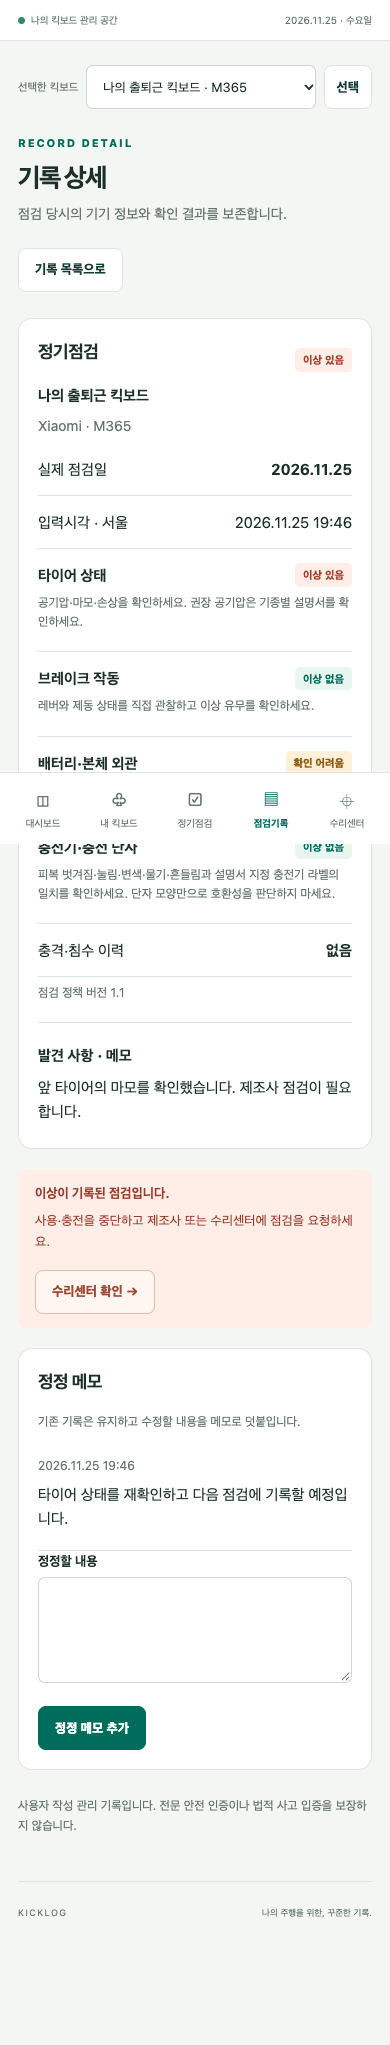 나의 킥보드 관리 공간
2026.11.25 · 수요일
선택한 킥보드
나의 출퇴근 킥보드 · M365
선택
RECORD DETAIL
기록 상세
점검 당시의 기기 정보와 확인 결과를 보존합니다.
기록 목록으로
정기점검
이상 있음
나의 출퇴근 킥보드
Xiaomi · M365
실제 점검일
2026.11.25
입력시각 · 서울
2026.11.25 19:46
타이어 상태
이상 있음
공기압·마모·손상을 확인하세요. 권장 공기압은 기종별 설명서를 확
인하세요.
브레이크 작동
이상 없음
레버와 제동 상태를 직접 관찰하고 이상 유무를 확인하세요.
배터리·본체 외관
확인 어려움
대시보드
내 킥보드
정기점검
점검기록
수리센터
충전기·충전 단자
이상 없음
피복 벗겨짐·눌림·변색·물기·흔들림과 설명서 지정 충전기 라벨의
일치를 확인하세요. 단자 모양만으로 호환성을 판단하지 마세요.
충격·침수 이력
없음
점검 정책 버전 1.1
발견 사항 · 메모
앞 타이어의 마모를 확인했습니다. 제조사 점검이 필요
합니다.
이상이 기록된 점검입니다.
사용·충전을 중단하고 제조사 또는 수리센터에 점검을 요청하세
요.
수리센터 확인 →
정정 메모
기존 기록은 유지하고 수정할 내용을 메모로 덧붙입니다.
2026.11.25 19:46
타이어 상태를 재확인하고 다음 점검에 기록할 예정입
니다.
정정할 내용
정정 메모 추가
사용자 작성 관리 기록입니다. 전문 안전 인증이나 법적 사고 입증을 보장하
지 않습니다.
KICKLOG
나의 주행을 위한, 꾸준한 기록.